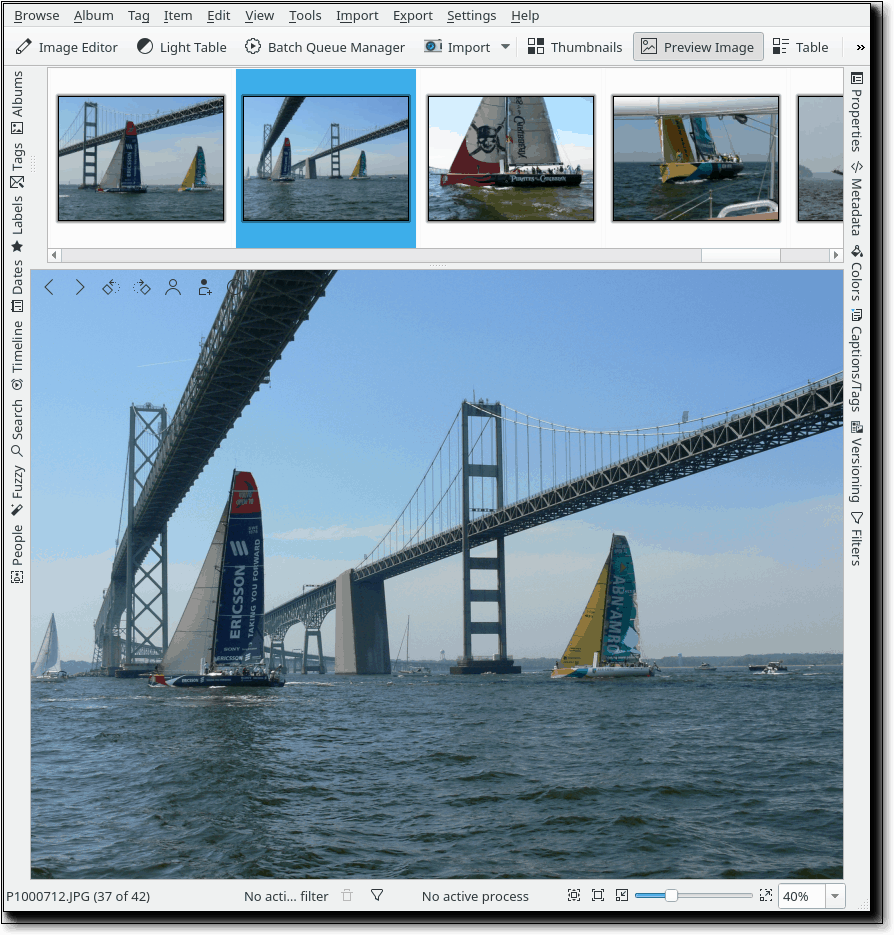 Browse Album Tag Item Edit View Tools Import Export Settings Help
Image Editor Light Table Batch Queue Manager Import Thumbnails Preview Image Table »
Albums
Tags
Labels
Dates
Timeline
Search
Fuzzy
People
Properties
Metadata
Colors
Captions/Tags
Versioning
Filters
ERICSSON
TAKING YOU FORWARD
ERICSSON
ABN·AMRO
P1000712.JPG (37 of 42) No acti... filter No active process 40%